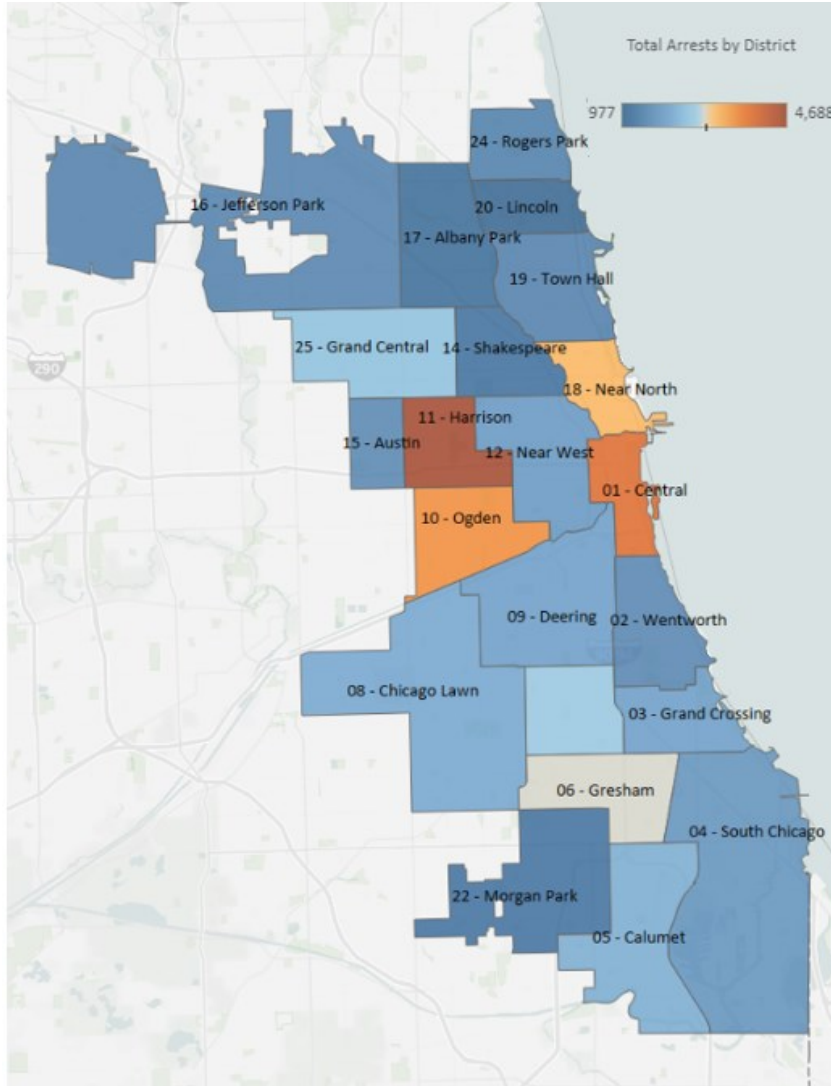 Total Arrests by District
977 4,688
24 - Rogers Park
16 - Jefferson Park
20 - Lincoln
17 - Albany Park
19 - Town Hall
25 - Grand Central
14 - Shakespeare
290
18 - Near North
11 - Harrison
15 - Austin
12 - Near West
01 - Central
10 - Ogden
09 - Deering
02 - Wentworth
08 - Chicago Lawn
03 - Grand Crossing
06 - Gresham
04 - South Chicago
22 - Morgan Park
05 - Calumet